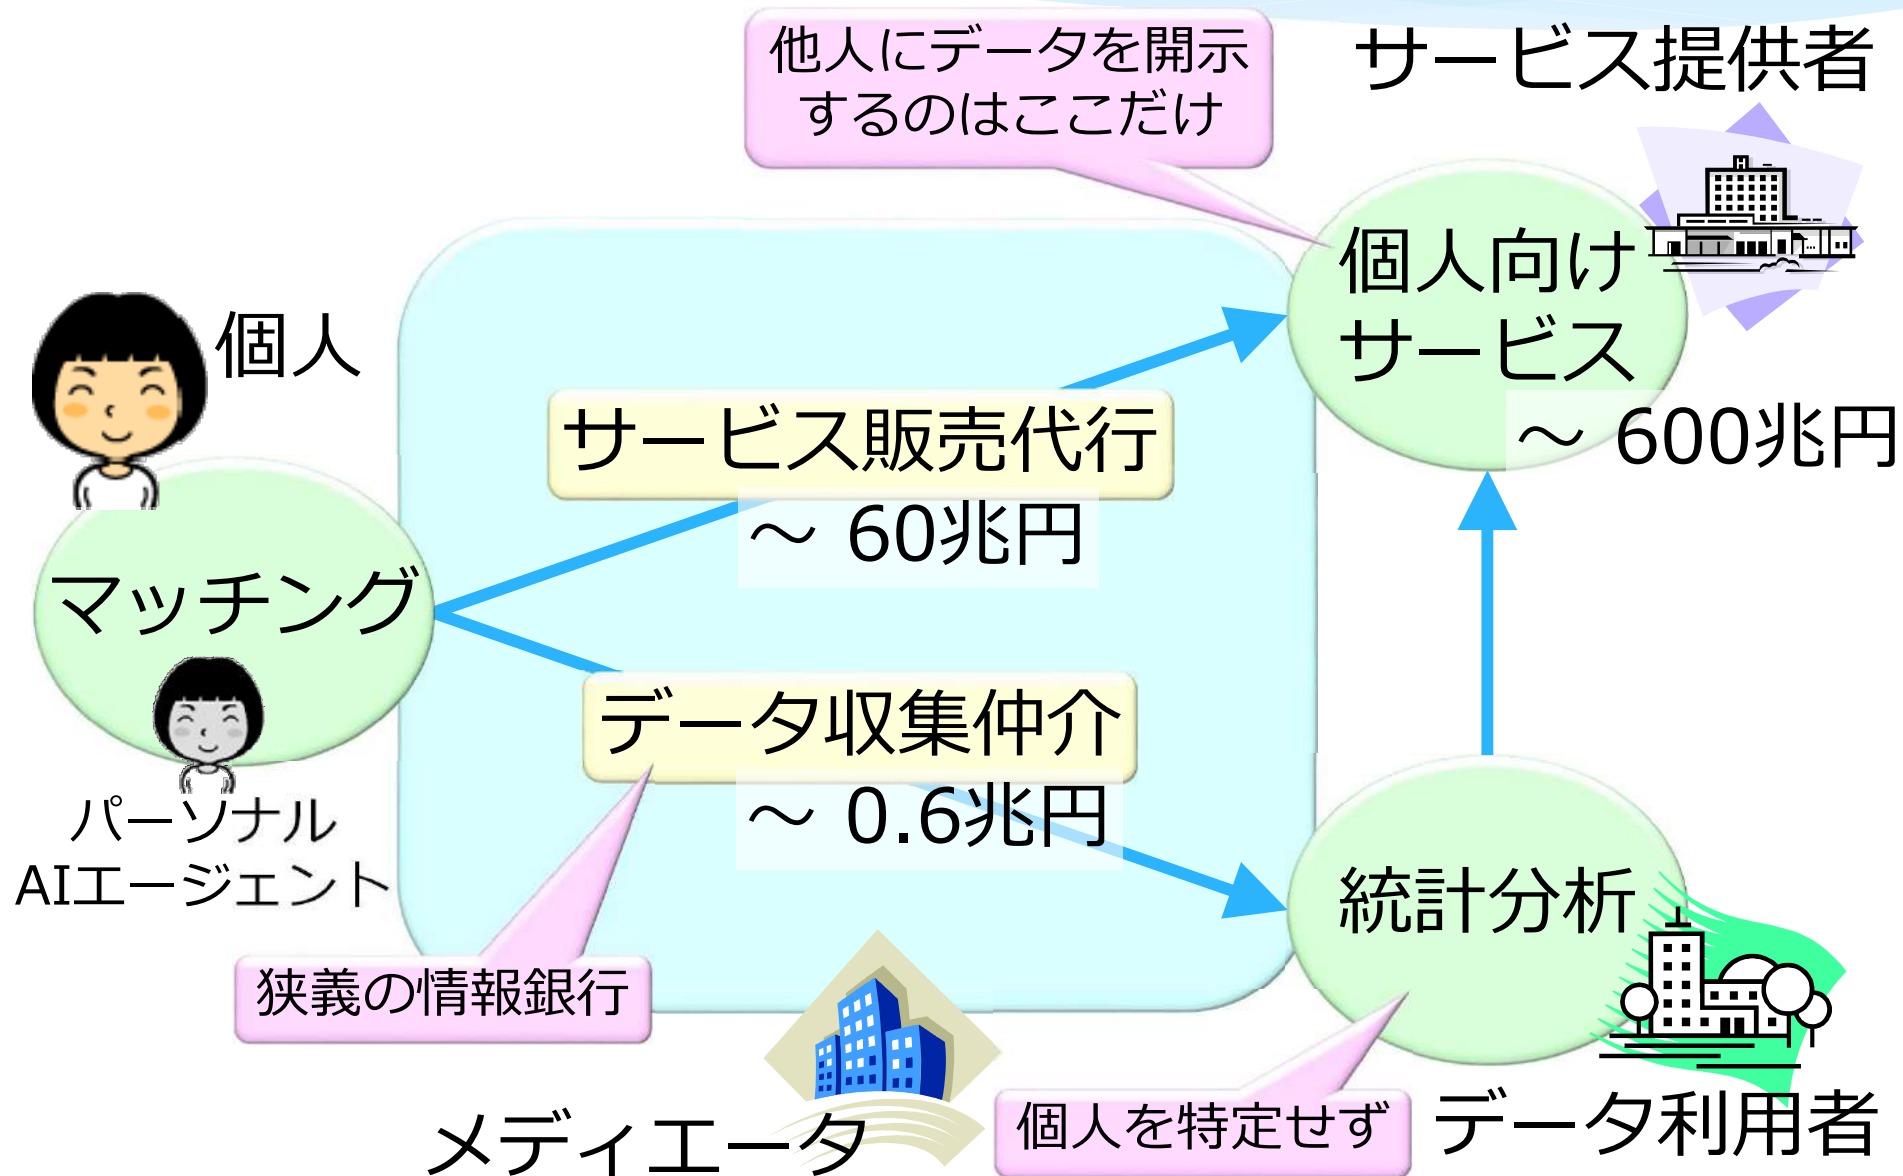 他人にデータを開示
するのはここだけ
サービス提供者
個人向け
サービス
~ 600兆円
個人
サービス販売代行
~ 60兆円
マッチング
データ収集仲介
~ 0.6兆円
パーソナル
AIエージェント
統計分析
狭義の情報銀行
メディエータ
個人を特定せず
データ利用者